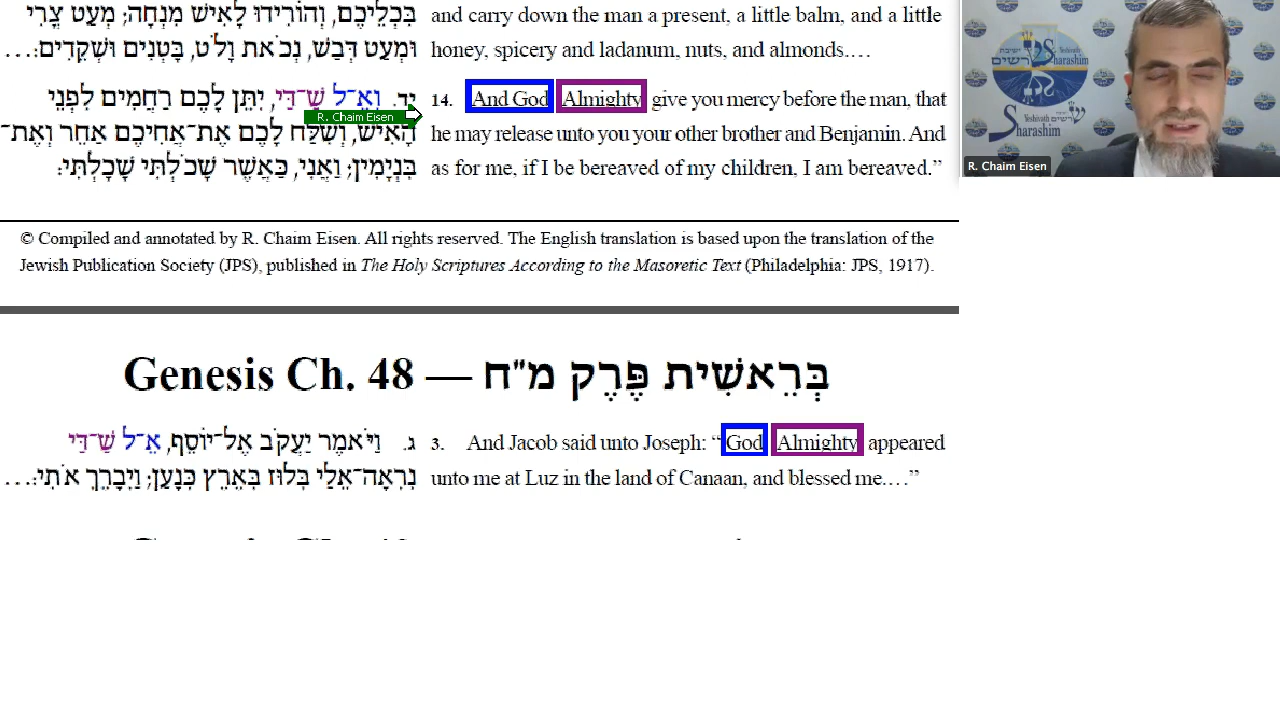 בִּכְלֵיכֶם, וְהוֹרִידוּ לָאִישׁ מִנְחָה; מְעַט צֳרִי
וּמְעַט דְּבַשׁ, נְכֹאת וָלֹט, בָּטְנִים וּשְׁקֵדִים:…
and carry down the man a present, a little balm, and a little
honey, spicery and ladanum, nuts, and almonds.…
יד. וְאֵ־ל שַׁ־דַּי, יִתֵּן לָכֶם רַחֲמִים לִפְנֵי
הָאִישׁ, וְשִׁלַּח לָכֶם אֶת־אֲחִיכֶם אַחֵר וְאֶת־
בִּנְיָמִין; וַאֲנִי, כַּאֲשֶׁר שָׁכֹלְתִּי שָׁכָלְתִּי:
R. Chaim Eisen
14. And God Almighty give you mercy before the man, that
he may release unto you your other brother and Benjamin. And
as for me, if I be bereaved of my children, I am bereaved.”
© Compiled and annotated by R. Chaim Eisen. All rights reserved. The English translation is based upon the translation of the
Jewish Publication Society (JPS), published in The Holy Scriptures According to the Masoretic Text (Philadelphia: JPS, 1917).
Genesis Ch. 48 — בְּרֵאשִׁית פֶּרֶק מ״ח
ג. וַיֹּאמֶר יַעֲקֹב אֶל־יוֹסֵף, אֵ־ל שַׁ־דַּי
נִרְאָה־אֵלַי בְּלוּז בְּאֶרֶץ כְּנָעַן; וַיְבָרֶךְ אֹתִי:…
3. And Jacob said unto Joseph: “God Almighty appeared
unto me at Luz in the land of Canaan, and blessed me.…”
Yeshivath
Sharashim
ישיבת
שרשים
Yeshivath
Sharashim
R. Chaim Eisen